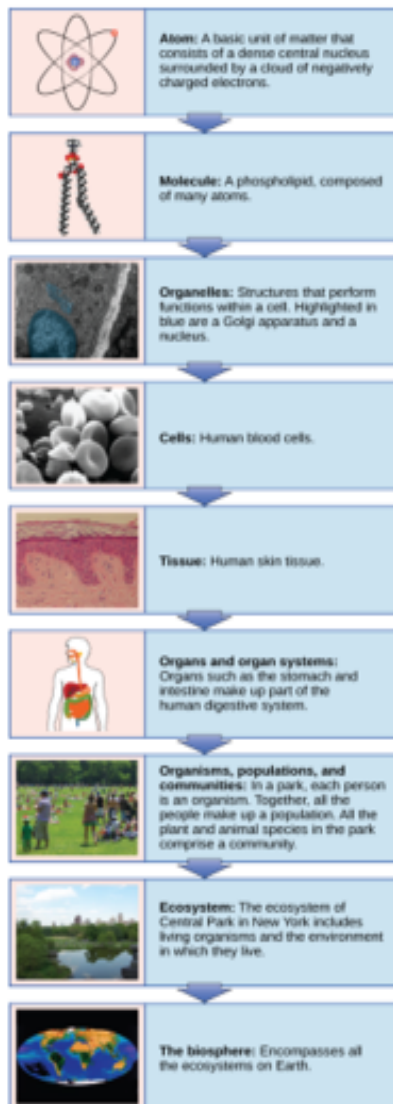 Atom: A basic unit of matter that
consists of a dense central nucleus
surrounded by a cloud of negatively
charged electrons.
Molecule: A phospholipid, composed
of many atoms.
Organelles: Structures that perform
functions within a cell. Highlighted in
blue are a Golgi apparatus and a
nucleus.
Cells: Human blood cells.
Tissue: Human skin tissue.
Organs and organ systems:
Organs such as the stomach and
intestine make up part of the
human digestive system.
Organisms, populations, and
communities: In a park, each person
is an organism. Together, all the
people make up a population. All the
plant and animal species in the park
comprise a community.
Ecosystem: The ecosystem of
Central Park in New York includes
living organisms and the environment
in which they live.
The biosphere: Encompasses all
the ecosystems on Earth.